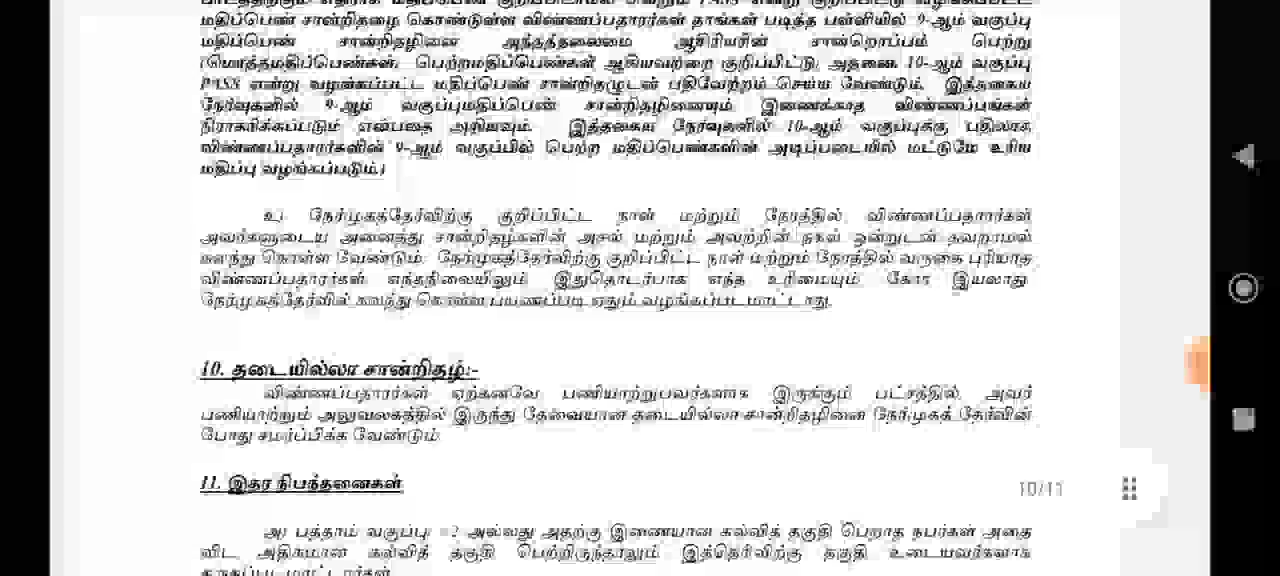 மதிப்பெண் சான்றிதழை கொண்டுள்ள விண்ணப்பதாரர்கள் தாங்கள் படித்த பள்ளியில் 9-ஆம் வகுப்பு
மதிப்பெண் சான்றிதழினை அந்தத்தலைமை ஆசிரியரின் சான்றொப்பம் பெற்று
(மொத்தமதிப்பெண்கள், பெற்றமதிப்பெண்கள் ஆகியவற்றை குறிப்பிட்டு) அதனை 10-ஆம் வகுப்பு
PASS என்று வழங்கப்பட்ட மதிப்பெண் சான்றிதழுடன் பதிவேற்றம் செய்ய வேண்டும். இத்தகைய
நேர்வுகளில் 9-ஆம் வகுப்புமதிப்பெண் சான்றிதழினையும் இணைக்காத விண்ணப்பங்கள்
நிராகரிக்கப்படும் என்பதை அறியவும். இத்தகைய நேர்வுகளில் 10-ஆம் வகுப்புக்கு பதிலாக
விண்ணப்பதாரர்களின் 9-ஆம் வகுப்பில் பெற்ற மதிப்பெண்களின் அடிப்படையில் மட்டுமே உரிய
மதிப்பு வழங்கப்படும்.)
உ) நேர்முகத்தேர்விற்கு குறிப்பிட்ட நாள் மற்றும் நேரத்தில் விண்ணப்பதாரர்கள்
அவர்களுடைய அனைத்து சான்றிதழ்களின் அசல் மற்றும் அவற்றின் நகல் ஒன்றுடன் தவறாமல்
கலந்து கொள்ள வேண்டும். நேர்முகத்தேர்விற்கு குறிப்பிட்ட நாள் மற்றும் நேரத்தில் வருகை புரியாத
விண்ணப்பதாரர்கள் எந்தநிலையிலும் இதுதொடர்பாக எந்த உரிமையும் கோர இயலாது.
நேர்முகத்தேர்வில் கலந்து கொள்ள பயணப்படி ஏதும் வழங்கப்படமாட்டாது.
10. தடையில்லா சான்றிதழ்:-
விண்ணப்பதாரர்கள் ஏற்கனவே பணியாற்றுபவர்களாக இருக்கும் பட்சத்தில், அவர்
பணியாற்றும் அலுவலகத்தில் இருந்து தேவையான தடையில்லா சான்றிதழினை நேர்முகத் தேர்வின்
போது சமர்ப்பிக்க வேண்டும்.
11. இதர நிபந்தனைகள்
10/11
அ) பத்தாம் வகுப்பு/ +2 அல்லது அதற்கு இணையான கல்வித் தகுதி பெறாத நபர்கள் அதை
விட அதிகமான கல்வித் தகுதி பெற்றிருந்தாலும் இத்தெரிவிற்கு தகுதி உடையவர்களாக